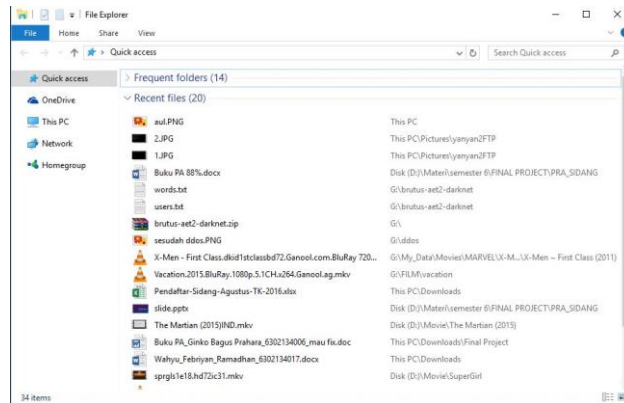 File Explorer
File Home Share View
Quick access Search Quick access
Quick access
OneDrive
This PC
Network
Homegroup
Frequent folders (14)
Recent files (20)
aul.PNG This PC
2.JPG This PC\Pictures\yanyan2FTP
1.JPG This PC\Pictures\yanyan2FTP
Buku PA 88%.docx Disk (D:)\Materi\semester 6\FINAL PROJECT\PRA_SIDANG
words.txt G:\brutus-aet2-darknet
users.txt G:\brutus-aet2-darknet
brutus-aet2-darknet.zip G:\
sesudah ddos.PNG G:\ddos
X-Men - First Class.dkid1stclassbd72.Ganool.com.BluRay 720... G:\My_Data\Movies\MARVEL\X-M...\X-Men – First Class (2011)
Vacation.2015.BluRay.1080p.5.1CH.x264.Ganool.ag.mkv G:\FILM\vacation
Pendaftar-Sidang-Agustus-TK-2016.xlsx This PC\Downloads
slide.pptx Disk (D:)\Materi\semester 6\FINAL PROJECT\PRA_SIDANG
The Martian (2015)IND.mkv Disk (D:)\Movie\The Martian (2015)
Buku PA_Ginko Bagus Prahara_6302134006_mau fix.doc This PC\Downloads\Final Project
Wahyu_Febriyan_Ramadhan_6302134017.docx This PC\Downloads
sprgls1e18.hd72ic31.mkv Disk (D:)\Movie\SuperGirl
34 items